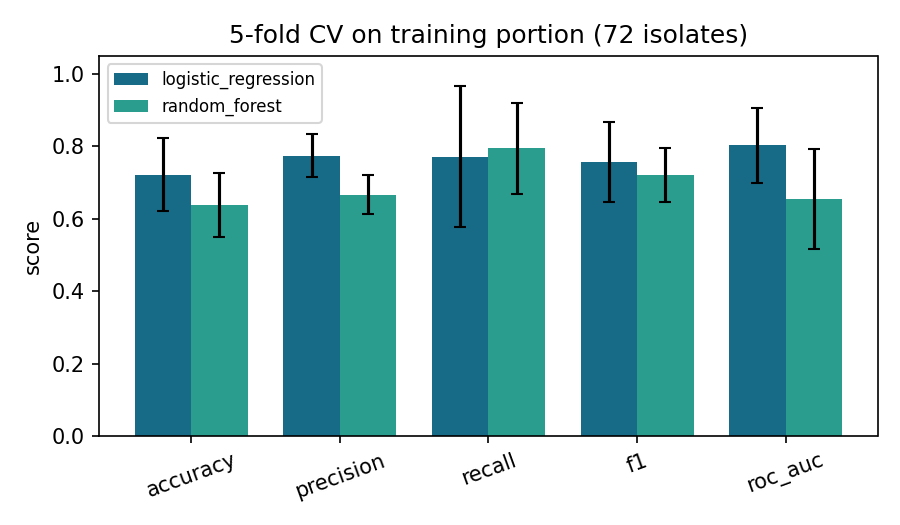 5-fold CV on training portion (72 isolates)
logistic_regression
random_forest
score
1.0
0.8
0.6
0.4
0.2
0.0
accuracy
precision
recall
f1
roc_auc